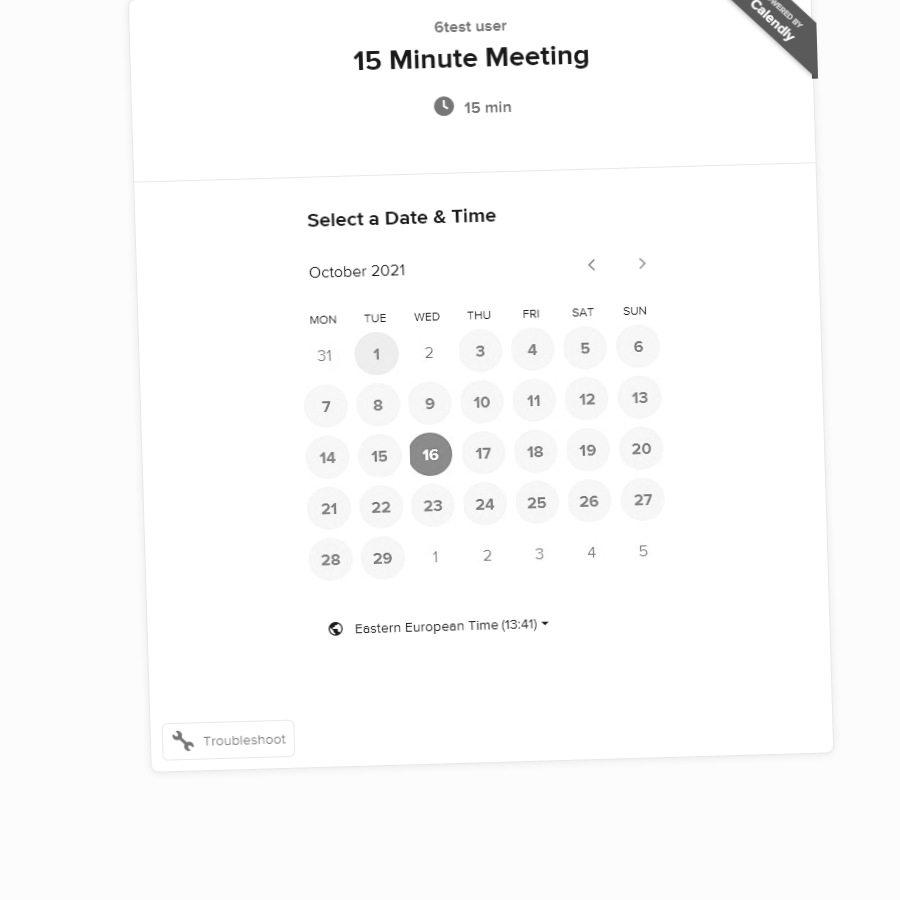 6test user
15 Minute Meeting
15 min
POWERED BY
Calendly
Select a Date & Time
October 2021
MON TUE WED THU FRI SAT SUN
31 1 2 3 4 5 6
7 8 9 10 11 12 13
14 15 16 17 18 19 20
21 22 23 24 25 26 27
28 29 1 2 3 4 5
Eastern European Time (13:41)
Troubleshoot